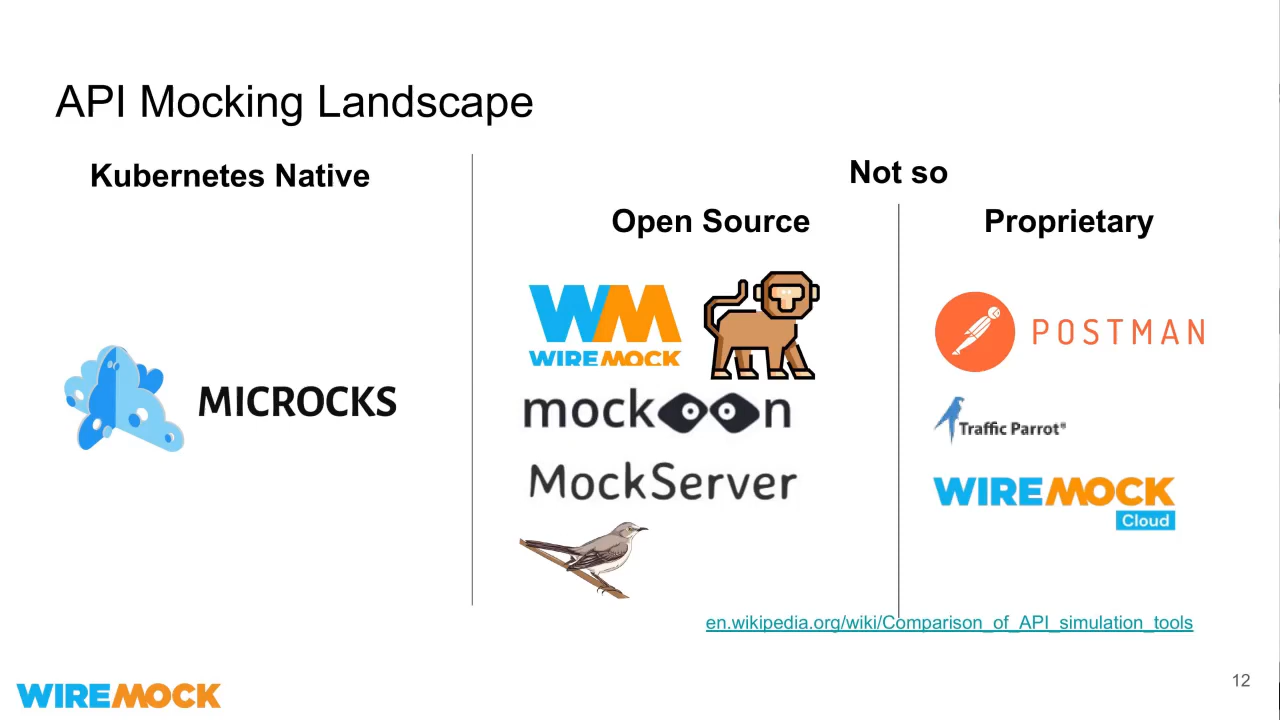 API Mocking Landscape
Kubernetes Native
Not so
Open Source
Proprietary
MICROCKS
WM
WIREMOCK
mockoon
MockServer
POSTMAN
Traffic Parrot®
WIREMOCK
Cloud
en.wikipedia.org/wiki/Comparison_of_API_simulation_tools
WIREMOCK
12